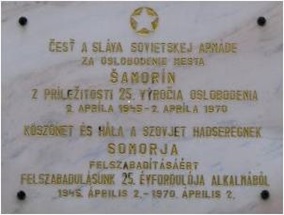 ČESŤ A SLÁVA SOVIETSKEJ ARMÁDE
ZA OSLOBODENIE MESTA
ŠAMORÍN
Z PRÍLEŽITOSTI 25. VÝROČIA OSLOBODENIA
2. APRÍLA 1945 - 2. APRÍLA 1970
KÖSZÖNET ÉS HÁLA A SZOVJET HADSEREGNEK
SOMORJA
FELSZABADÍTÁSÁÉRT
FELSZABADULÁSUNK 25. ÉVFORDULÓJA ALKALMÁBÓL
1945. ÁPRILIS 2. - 1970. ÁPRILIS 2.